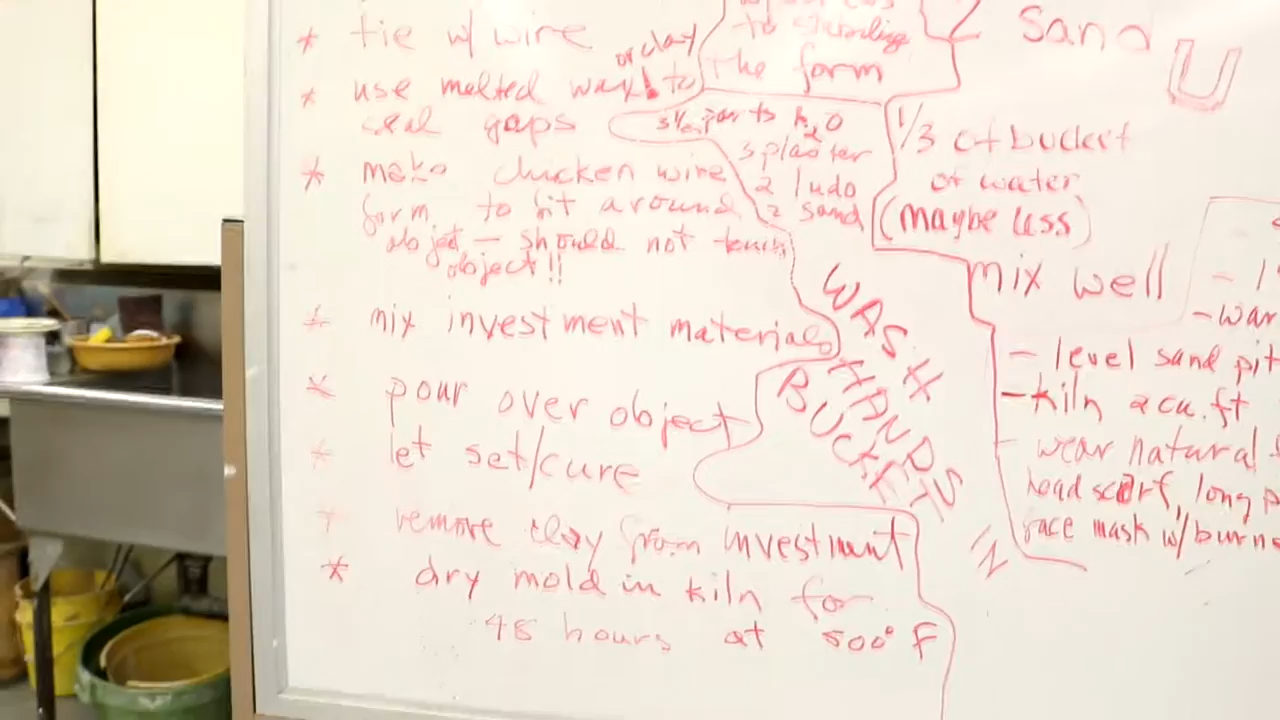 * tie w/ wire
or clay
* use melted wax to
seal gaps
* make chicken wire
form to fit around
object - should not touch
object!!
* mix investment materials
* pour over object
* let set/cure
* remove clay from investment
* dry mold in kiln for
48 hours at 500° F
to
the form
parts h2O
3 plaster
2 ludo
2 sand
WASH
HANDS
IN
BUCKET
2 Sand
U
1/3 of bucket
of water
(maybe less)
mix well
- level sand pit
- kiln 2 cu. ft
- wear natural
head scarf, long
face mask w/